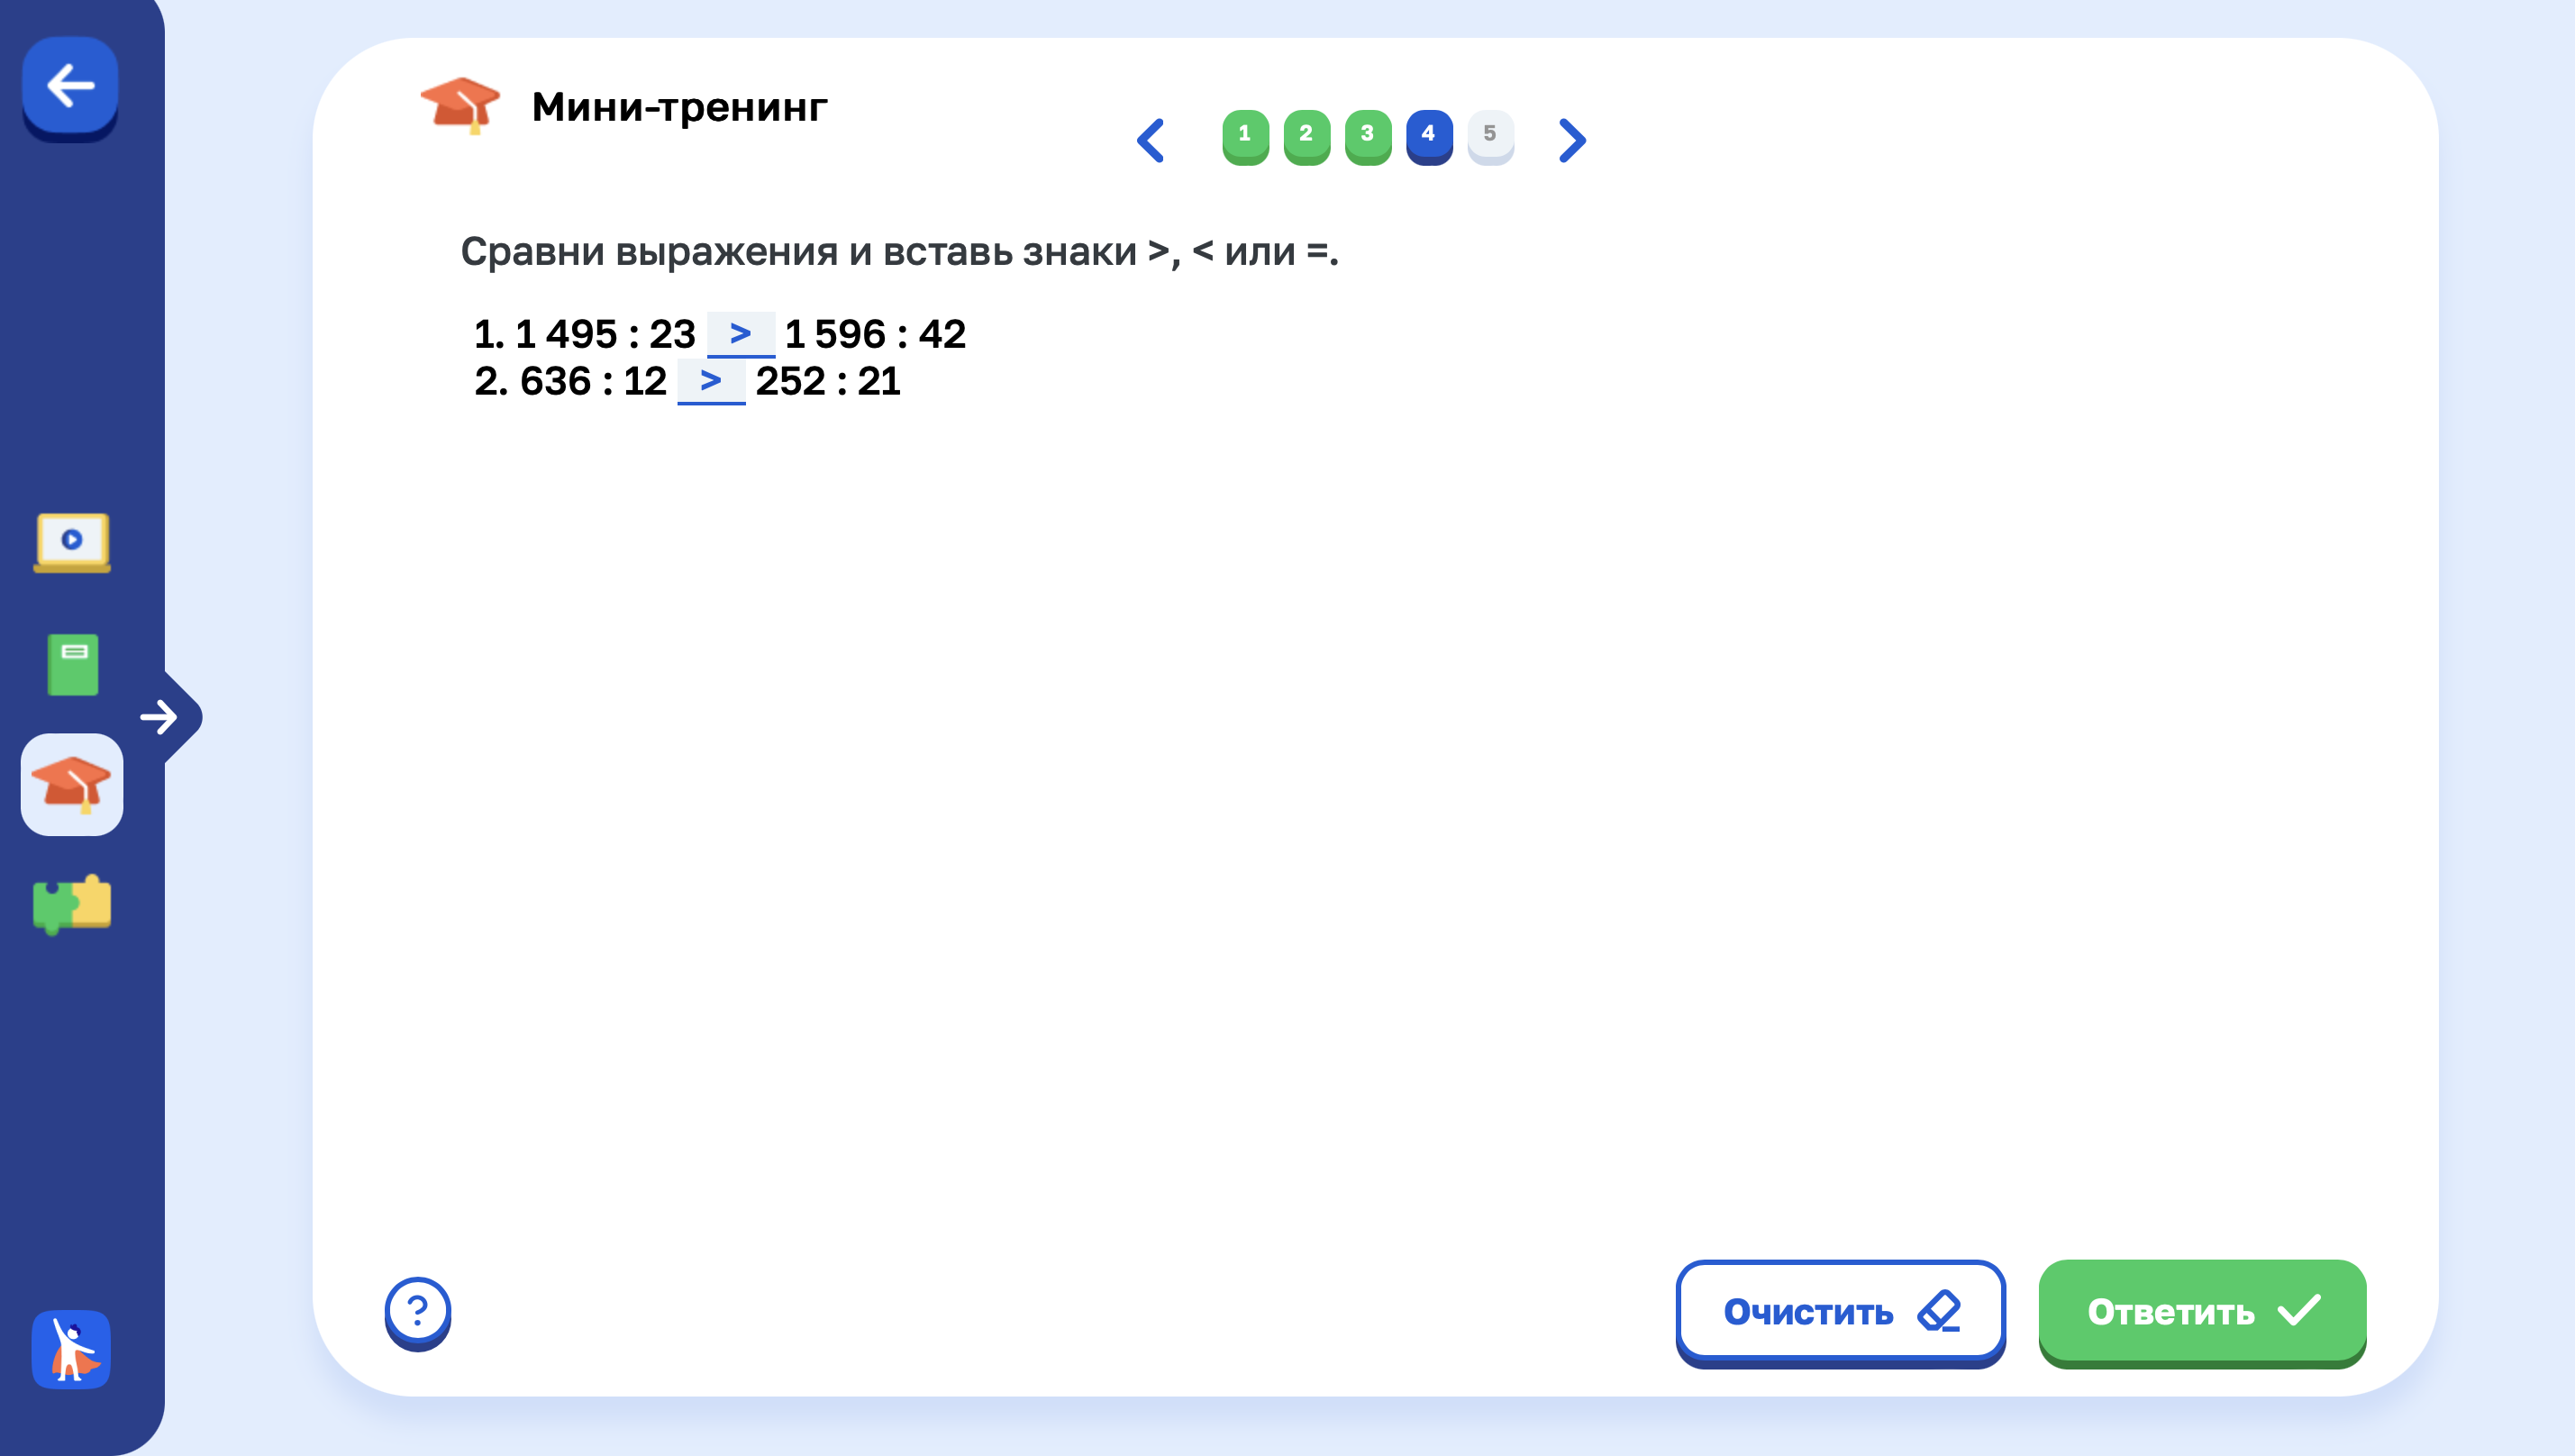 Мини-тренинг
1 2 3 4 5
Сравни выражения и вставь знаки >, < или =.
1. 1 495 : 23 > 1 596 : 42
2. 636 : 12 > 252 : 21
?
Очистить
Ответить